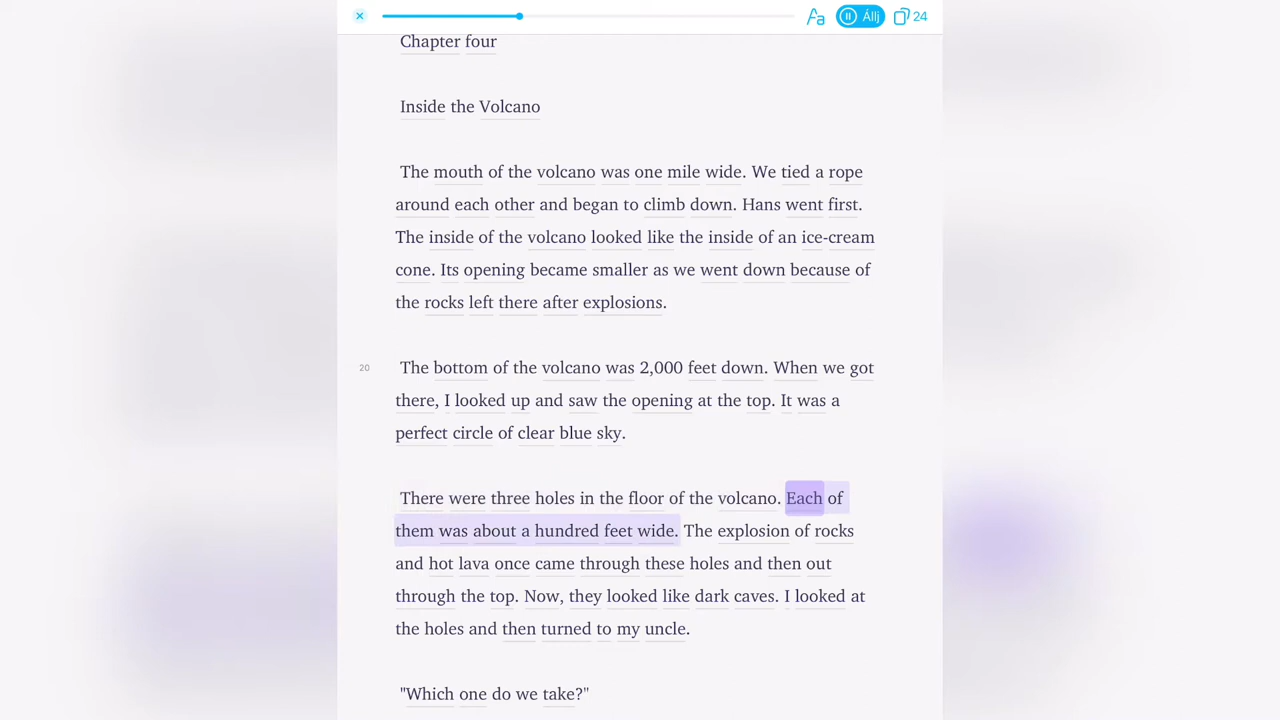 Állj
24
Chapter four
Inside the Volcano
The mouth of the volcano was one mile wide. We tied a rope
around each other and began to climb down. Hans went first.
The inside of the volcano looked like the inside of an ice-cream
cone. Its opening became smaller as we went down because of
the rocks left there after explosions.
20
The bottom of the volcano was 2,000 feet down. When we got
there, I looked up and saw the opening at the top. It was a
perfect circle of clear blue sky.
There were three holes in the floor of the volcano. Each of
them was about a hundred feet wide. The explosion of rocks
and hot lava once came through these holes and then out
through the top. Now, they looked like dark caves. I looked at
the holes and then turned to my uncle.
"Which one do we take?"